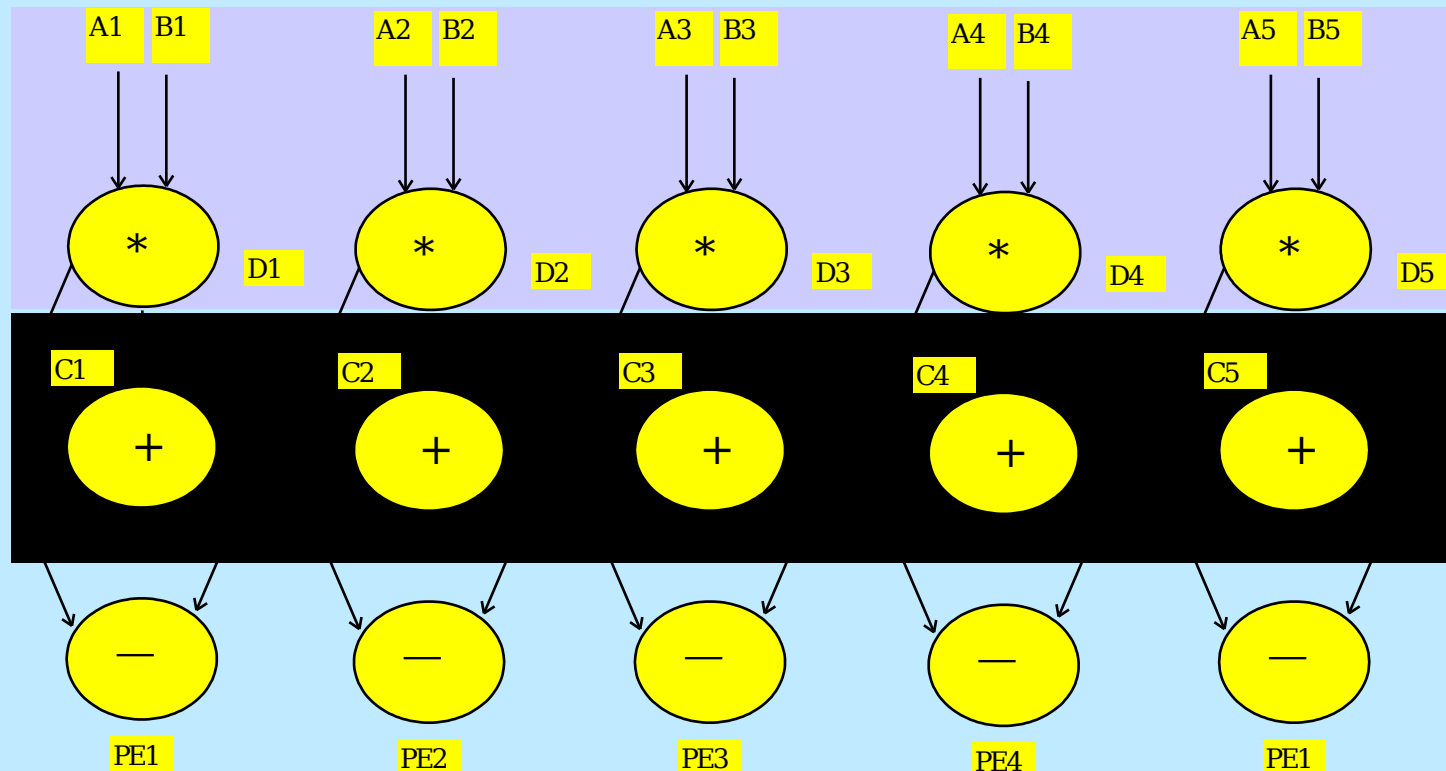 A1 B1 A2 B2 A3 B3 A4 B4 A5 B5
* * * * *
D1 D2 D3 D4 D5
C1 C2 C3 C4 C5
+ + + + +
— — — — —
PE1 PE2 PE3 PE4 PE1